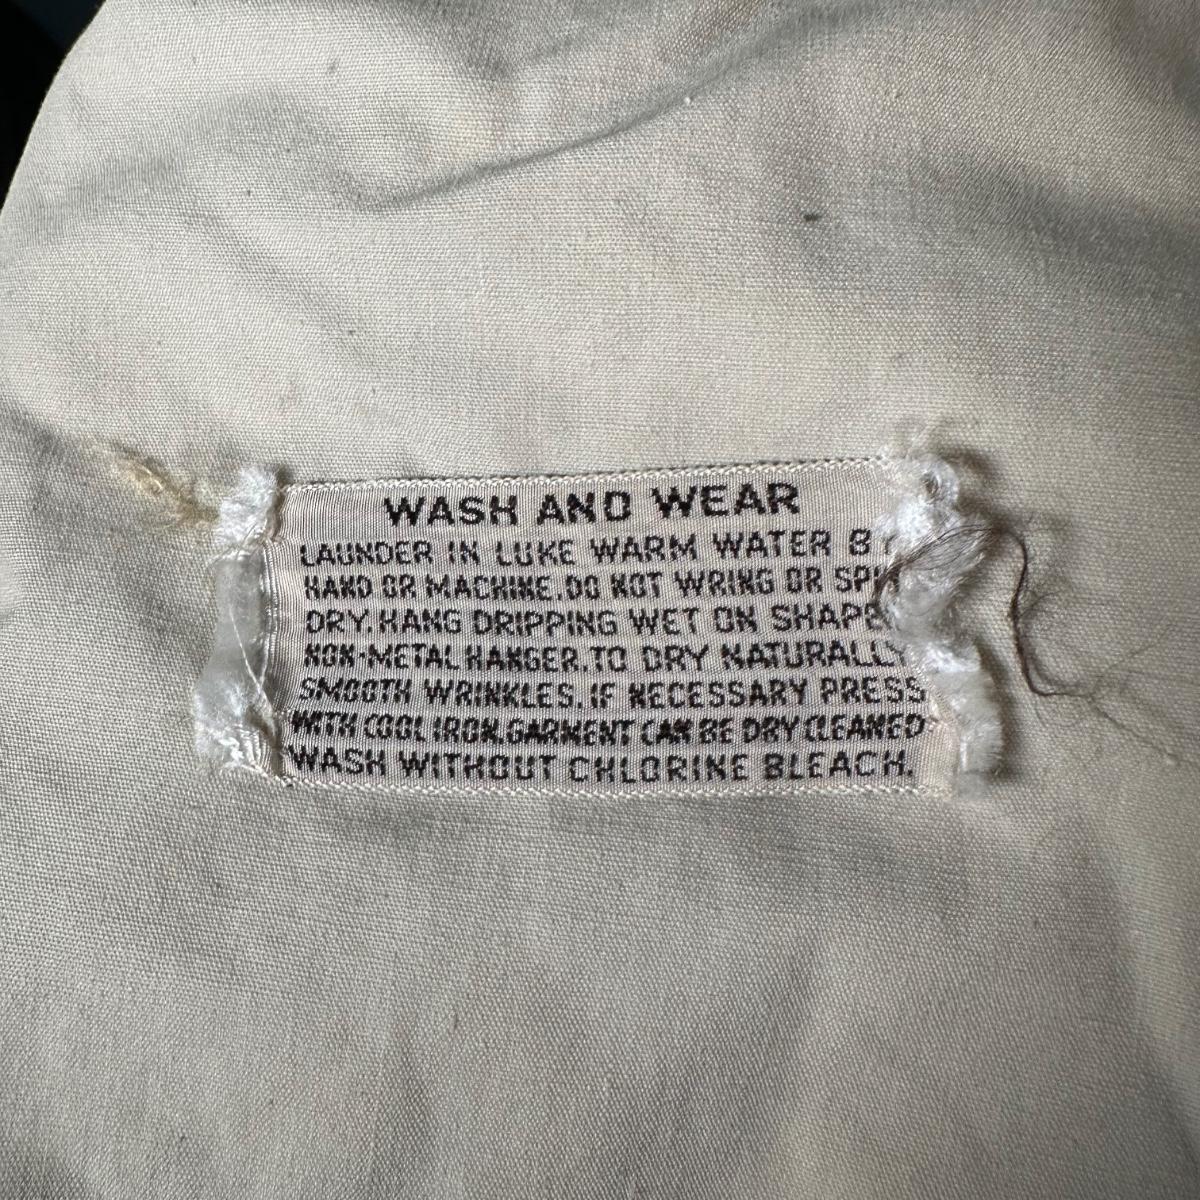 WASH AND WEAR
LAUNDER IN LUKE WARM WATER
HAND OR MACHINE. DO NOT WRING OR
DRY. HANG DRIPPING WET ON
NON-METAL HANGER. TO DRY NATURALLY
SMOOTH WRINKLES. IF NECESSARY PRESS
WITH COOL IRON. GARMENT CAN BE DRY CLEANED
WASH WITHOUT CHLORINE BLEACH.